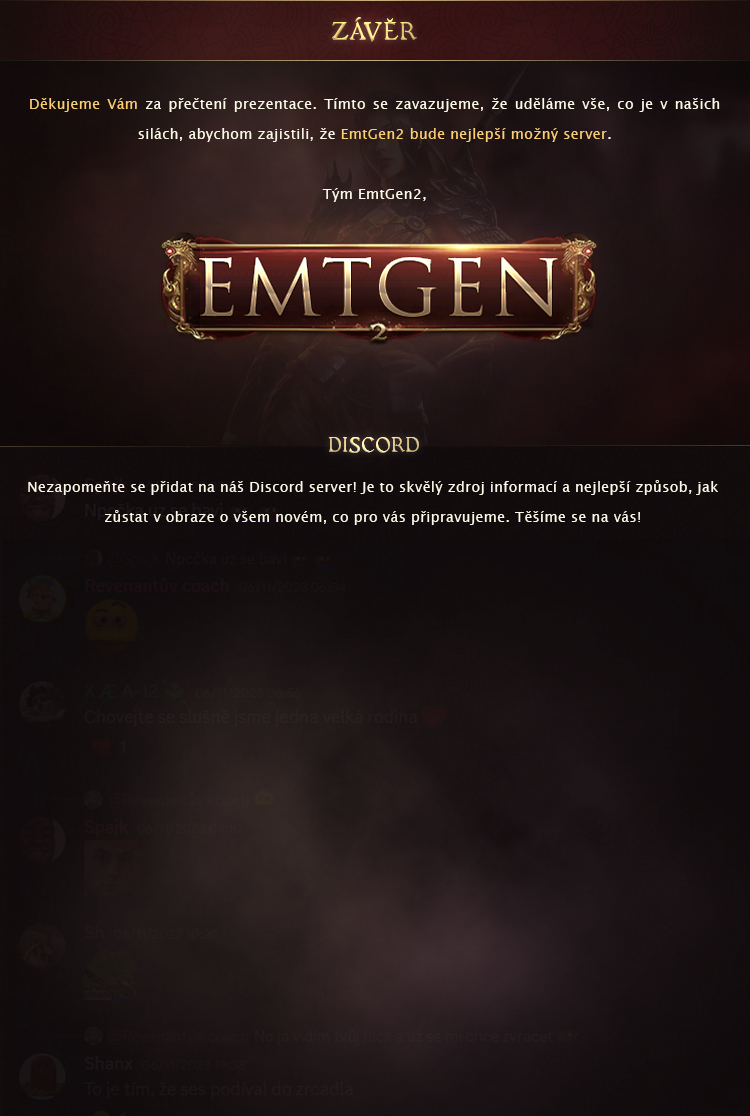 ZÁVĚR
Děkujeme Vám za přečtení prezentace. Tímto se zavazujeme, že uděláme vše, co je v našich
silách, abychom zajistili, že EmtGen2 bude nejlepší možný server.
Tým EmtGen2,
EMTGEN
2
DISCORD
Nezapomeňte se přidat na náš Discord server! Je to skvělý zdroj informací a nejlepší způsob, jak
zůstat v obraze o všem novém, co pro vás připravujeme. Těšíme se na vás!
Revenantův coach
Chovejte se slušně jsme jedna velká rodina
1
Spajk
Sh
Shanx
To je tím, že ses podíval do zrcadla